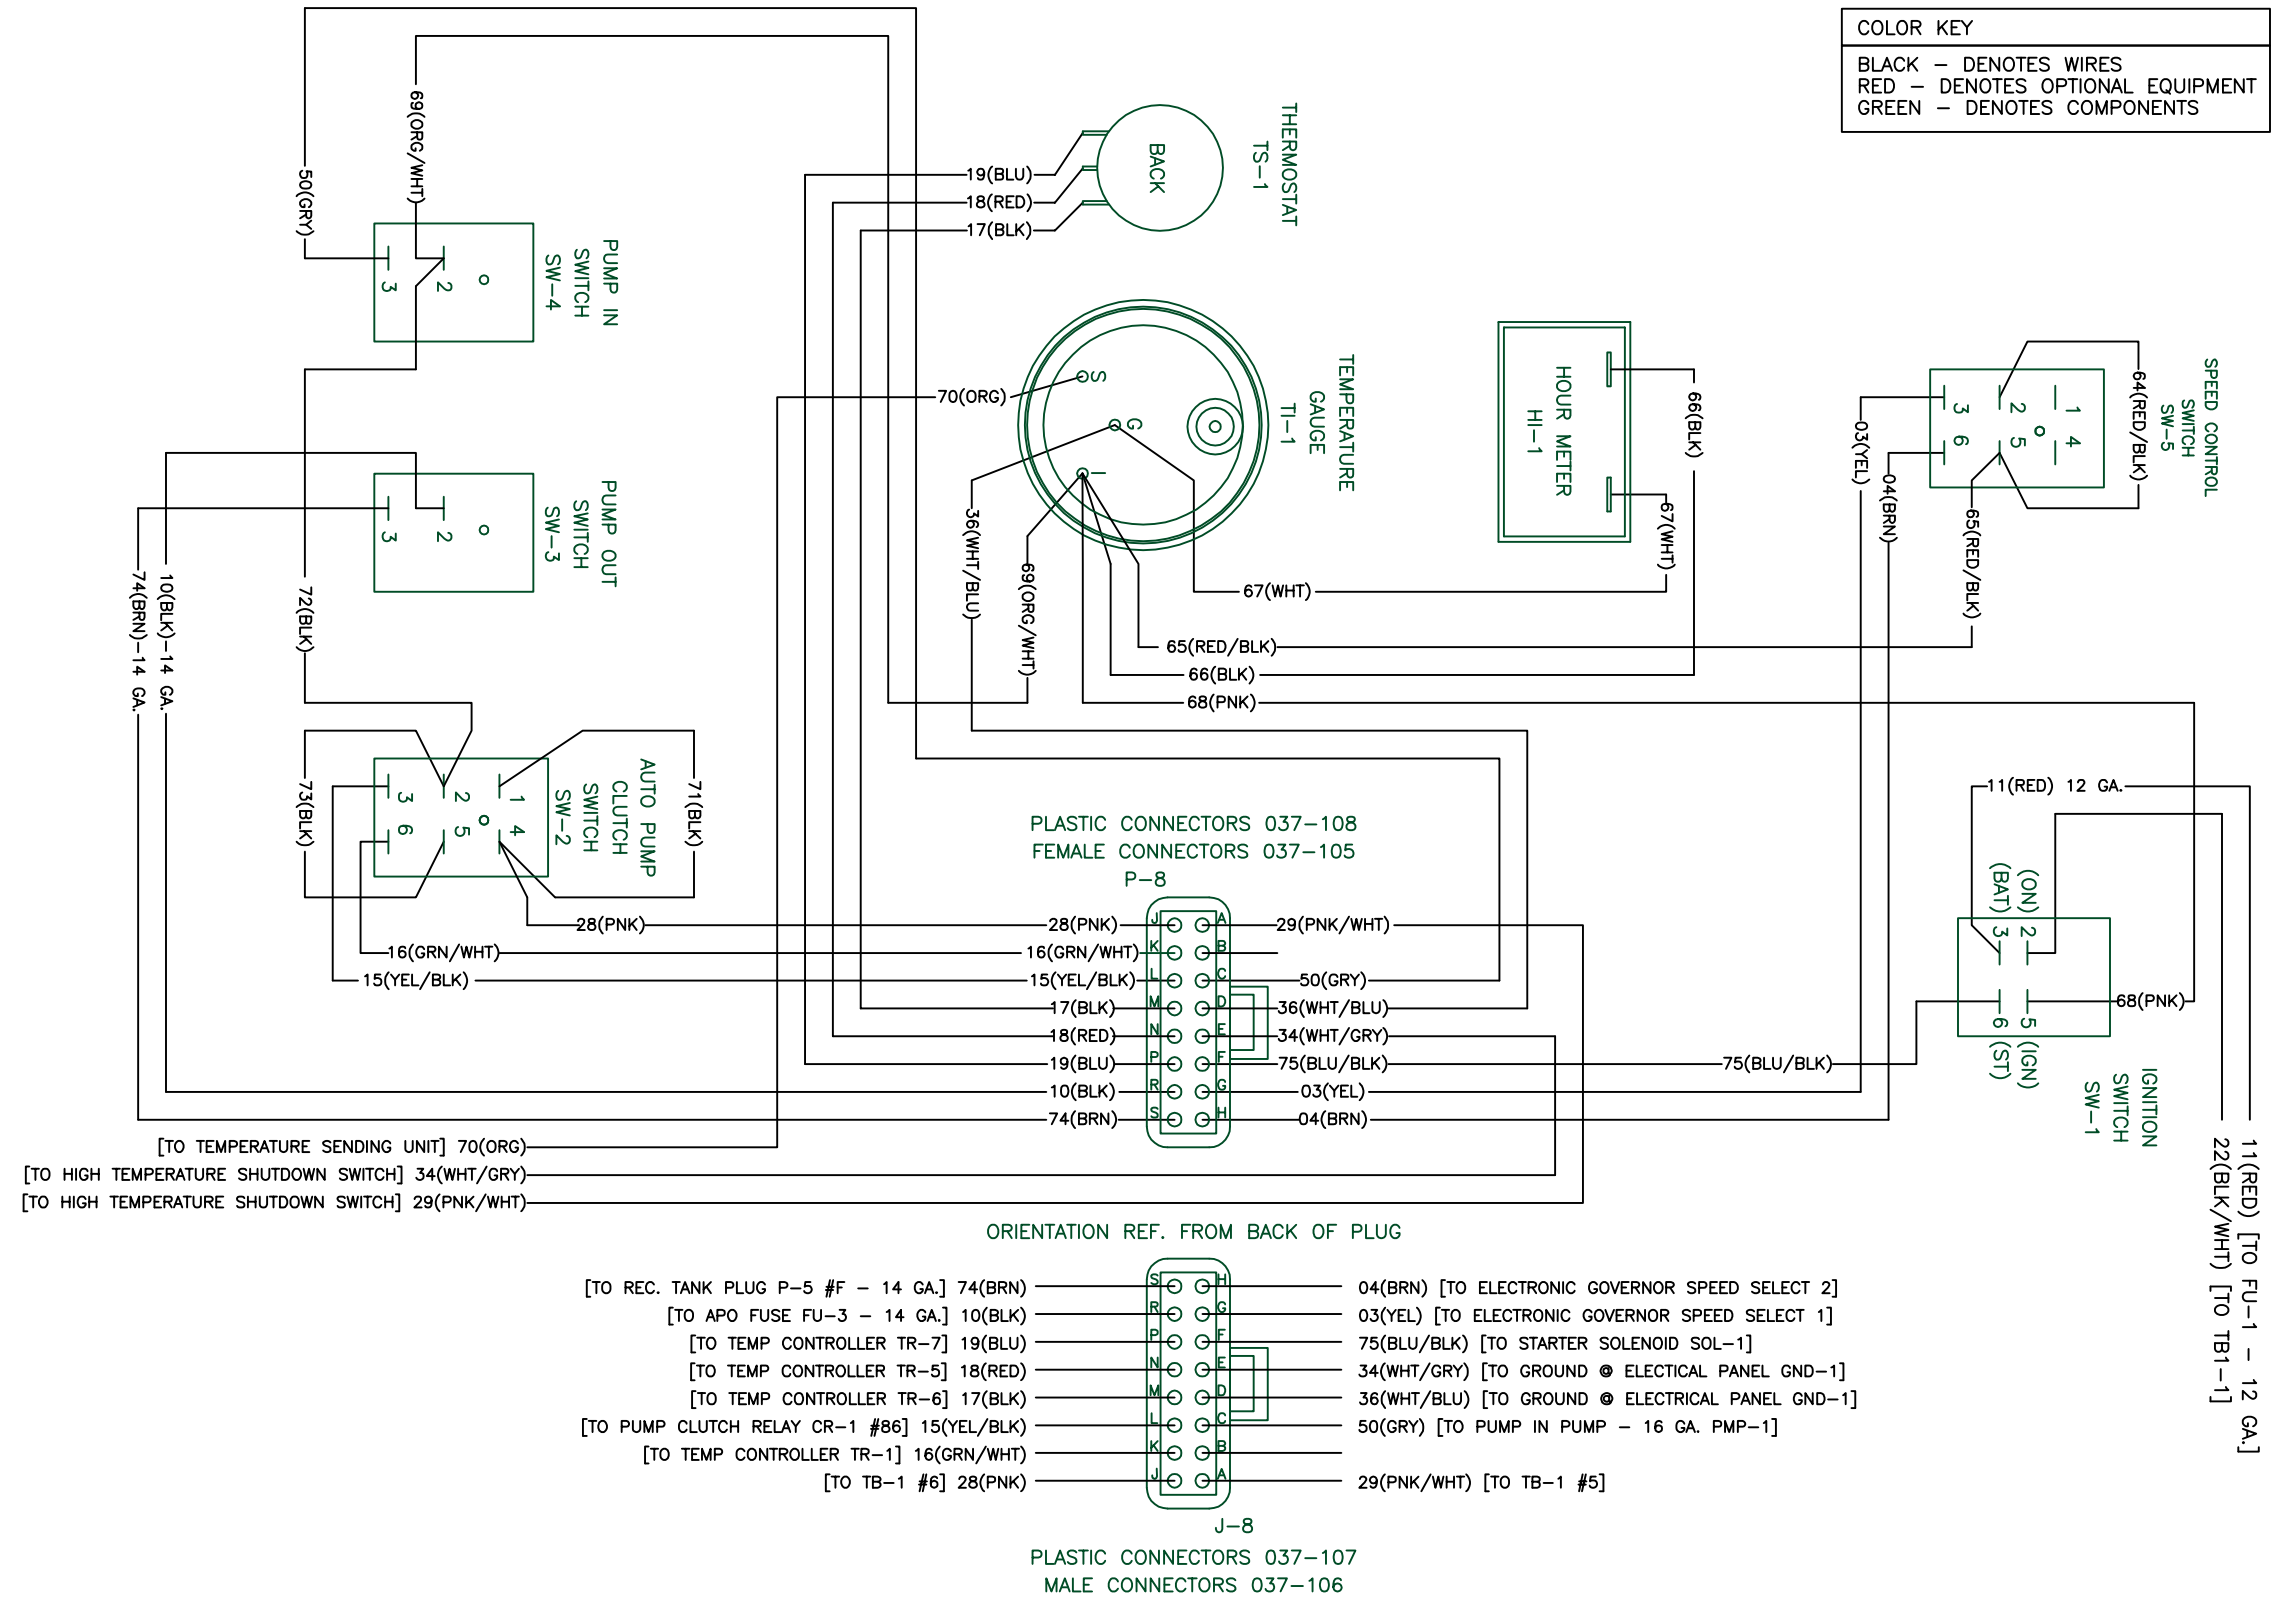 COLOR KEY
BLACK — DENOTES WIRES
RED — DENOTES OPTIONAL EQUIPMENT
GREEN — DENOTES COMPONENTS
50(GRY)
69(ORG/WHT)
3
2
PUMP IN
SWITCH
SW-4
19(BLU)
18(RED)
17(BLK)
BACK
THERMOSTAT
TS-1
70(ORG)
S
G
I
TEMPERATURE
GAUGE
TI-1
HOUR METER
HI-1
66(BLK)
67(WHT)
67(WHT)
03(YEL)
04(BRN)
3
2
1
6
5
4
64(RED/BLK)
65(RED/BLK)
SPEED CONTROL
SWITCH
SW-5
3
2
PUMP OUT
SWITCH
SW-3
74(BRN)-14 GA.
10(BLK)-14 GA.
72(BLK)
36(WHT/BLU)
69(ORG/WHT)
65(RED/BLK)
66(BLK)
68(PNK)
73(BLK)
3
2
1
6
5
4
AUTO PUMP
CLUTCH
SWITCH
SW-2
71(BLK)
28(PNK)
16(GRN/WHT)
15(YEL/BLK)
PLASTIC CONNECTORS 037-108
FEMALE CONNECTORS 037-105
P-8
28(PNK) J A 29(PNK/WHT)
16(GRN/WHT) K B
15(YEL/BLK) L C 50(GRY)
17(BLK) M D 36(WHT/BLU)
18(RED) N E 34(WHT/GRY)
19(BLU) P F 75(BLU/BLK) 75(BLU/BLK)
10(BLK) R G 03(YEL)
74(BRN) S H 04(BRN)
11(RED) 12 GA.
(BAT)
(ON)
3
2
6
5
(ST)
(IGN)
68(PNK)
IGNITION
SWITCH
SW-1
11(RED) [TO FU-1 - 12 GA.]
22(BLK/WHT) [TO TB1-1]
[TO TEMPERATURE SENDING UNIT] 70(ORG)
[TO HIGH TEMPERATURE SHUTDOWN SWITCH] 34(WHT/GRY)
[TO HIGH TEMPERATURE SHUTDOWN SWITCH] 29(PNK/WHT)
ORIENTATION REF. FROM BACK OF PLUG
[TO REC. TANK PLUG P-5 #F - 14 GA.] 74(BRN) S H 04(BRN) [TO ELECTRONIC GOVERNOR SPEED SELECT 2]
[TO APO FUSE FU-3 - 14 GA.] 10(BLK) R G 03(YEL) [TO ELECTRONIC GOVERNOR SPEED SELECT 1]
[TO TEMP CONTROLLER TR-7] 19(BLU) P F 75(BLU/BLK) [TO STARTER SOLENOID SOL-1]
[TO TEMP CONTROLLER TR-5] 18(RED) N E 34(WHT/GRY) [TO GROUND @ ELECTICAL PANEL GND-1]
[TO TEMP CONTROLLER TR-6] 17(BLK) M D 36(WHT/BLU) [TO GROUND @ ELECTRICAL PANEL GND-1]
[TO PUMP CLUTCH RELAY CR-1 #86] 15(YEL/BLK) L C 50(GRY) [TO PUMP IN PUMP - 16 GA. PMP-1]
[TO TEMP CONTROLLER TR-1] 16(GRN/WHT) K B
[TO TB-1 #6] 28(PNK) J A 29(PNK/WHT) [TO TB-1 #5]
J-8
PLASTIC CONNECTORS 037-107
MALE CONNECTORS 037-106